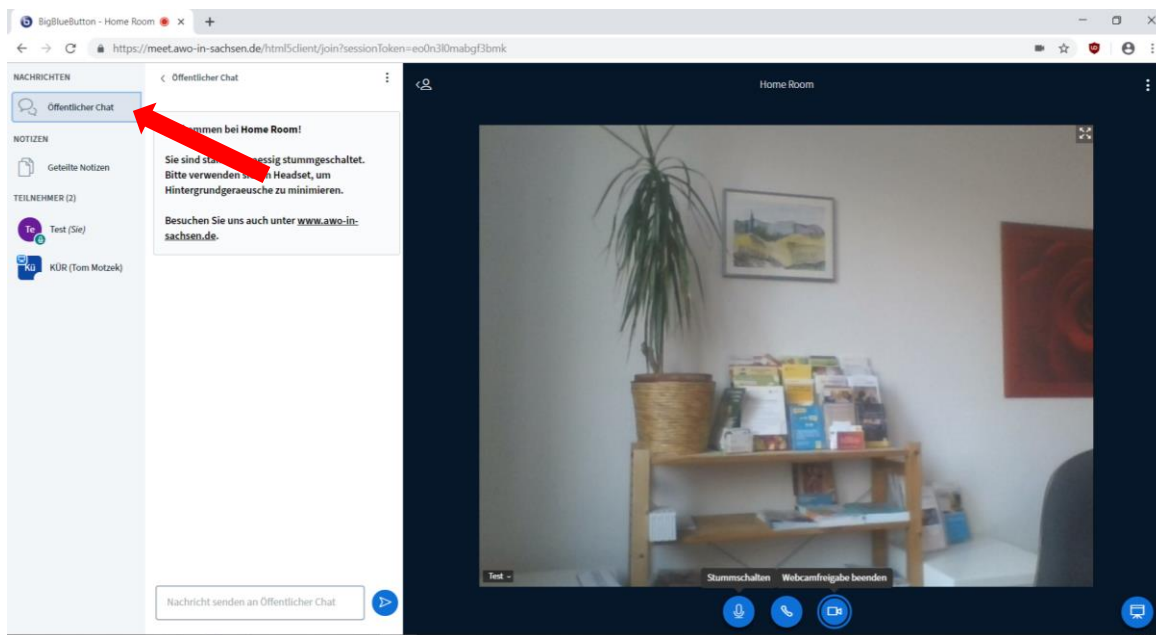 BigBlueButton - Home Room
https://meet.awo-in-sachsen.de/html5client/join?sessionToken=eo0n3l0mabgf3bmk
NACHRICHTEN
Öffentlicher Chat
NOTIZEN
Geteilte Notizen
TEILNEHMER (2)
Te Test (Sie)
KÜ KÜR (Tom Motzek)
Öffentlicher Chat
bei Home Room!
Sie sind stummgeschaltet.
Bitte verwenden Headset, um
Hintergrundgeraeusche zu minimieren.
Besuchen Sie uns auch unter www.awo-in-
sachsen.de.
Nachricht senden an Öffentlicher Chat
Home Room
Test
Stummschalten Webcamfreigabe beenden